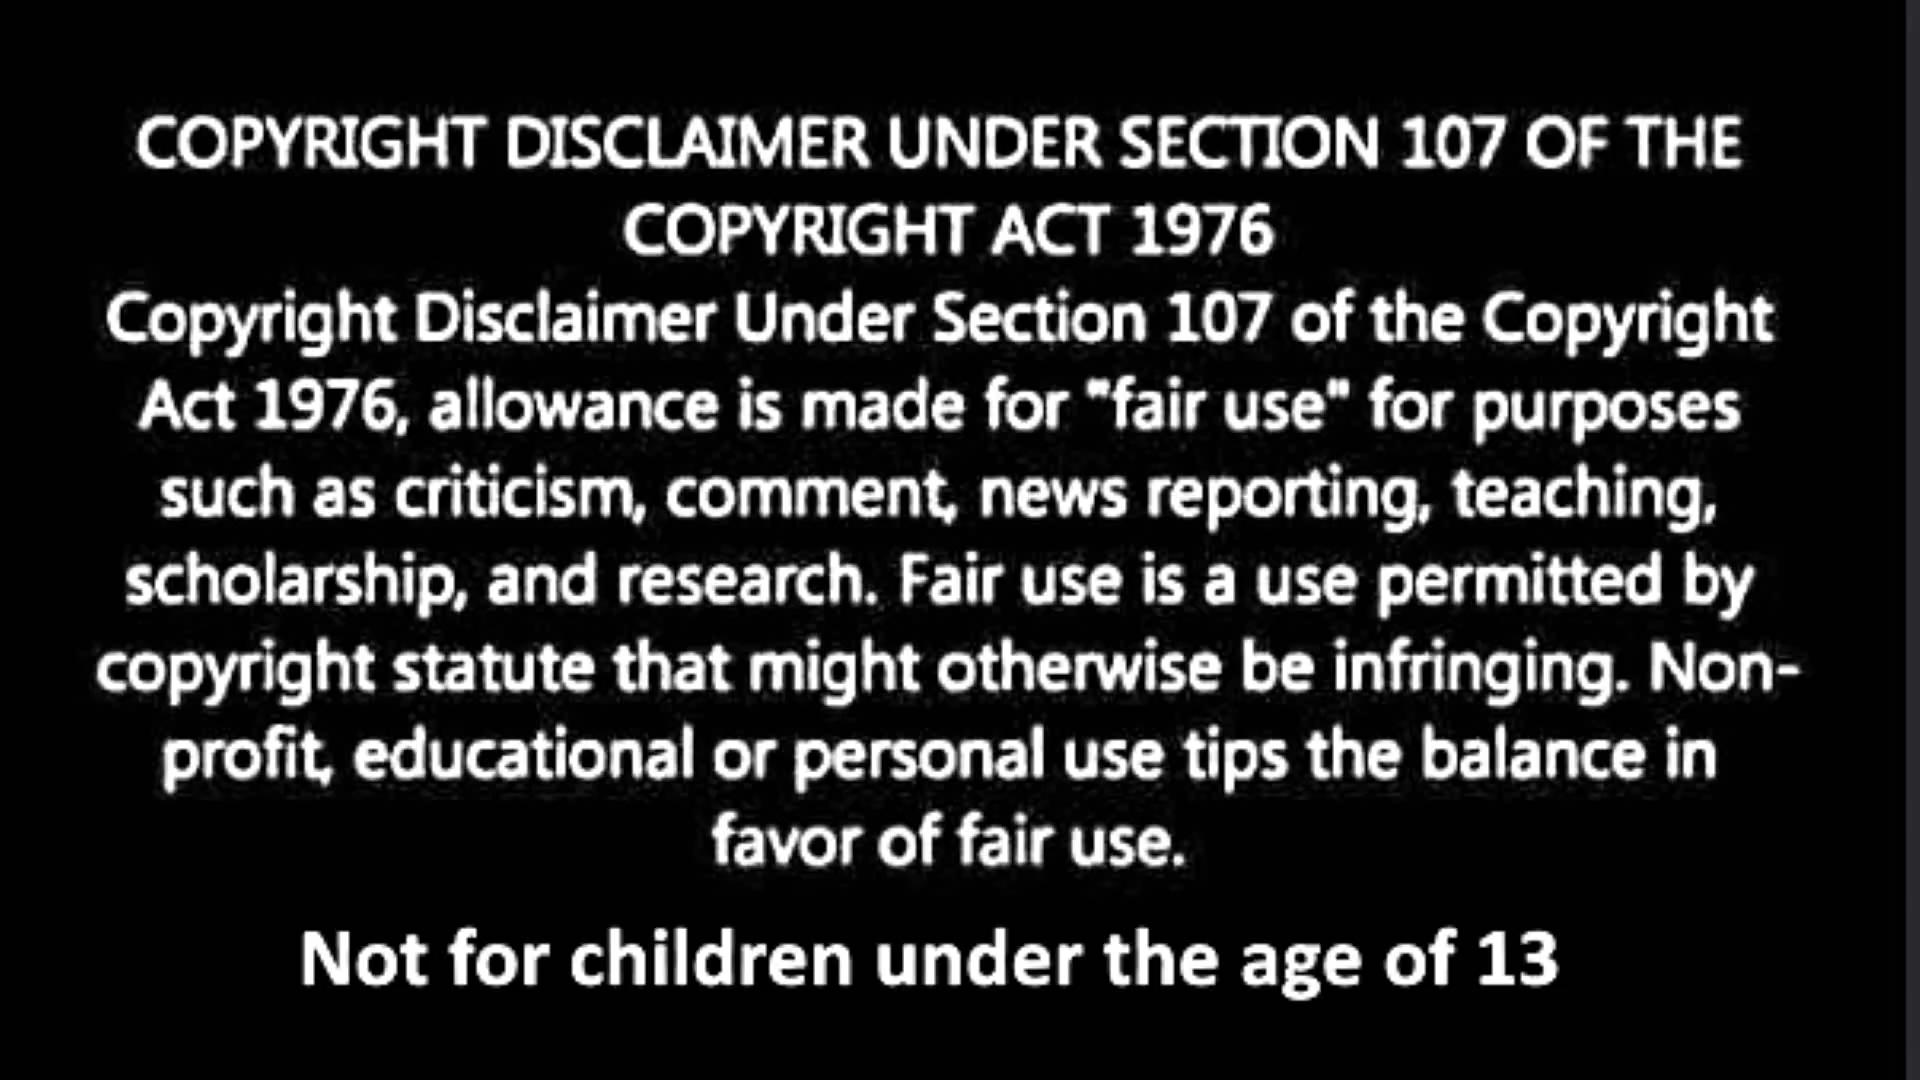 COPYRIGHT DISCLAIMER UNDER SECTION 107 OF THE
COPYRIGHT ACT 1976
Copyright Disclaimer Under Section 107 of the Copyright
Act 1976, allowance is made for "fair use" for purposes
such as criticism, comment, news reporting, teaching,
scholarship, and research. Fair use is a use permitted by
copyright statute that might otherwise be infringing. Non-
profit, educational or personal use tips the balance in
favor of fair use.
Not for children under the age of 13